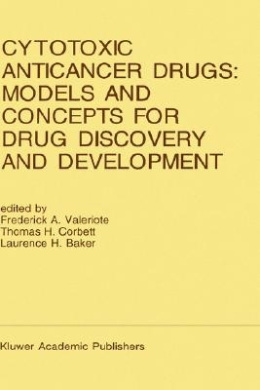 CYTOTOXIC
ANTICANCER DRUGS:
MODELS AND
CONCEPTS FOR
DRUG DISCOVERY
AND DEVELOPMENT
edited by
Frederick A. Valeriote
Thomas H. Corbett
Laurence H. Baker
Kluwer Academic Publishers